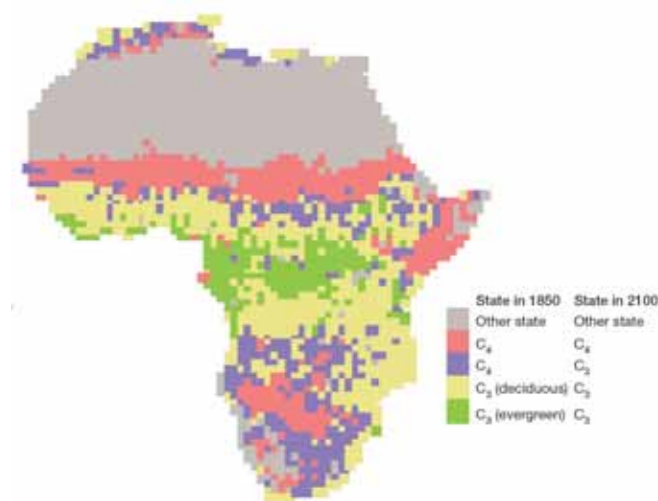 State in 1850 State in 2100
Other state Other state
C₄ C₄
C₄ C₃
C₃ (deciduous) C₃
C₃ (evergreen) C₃